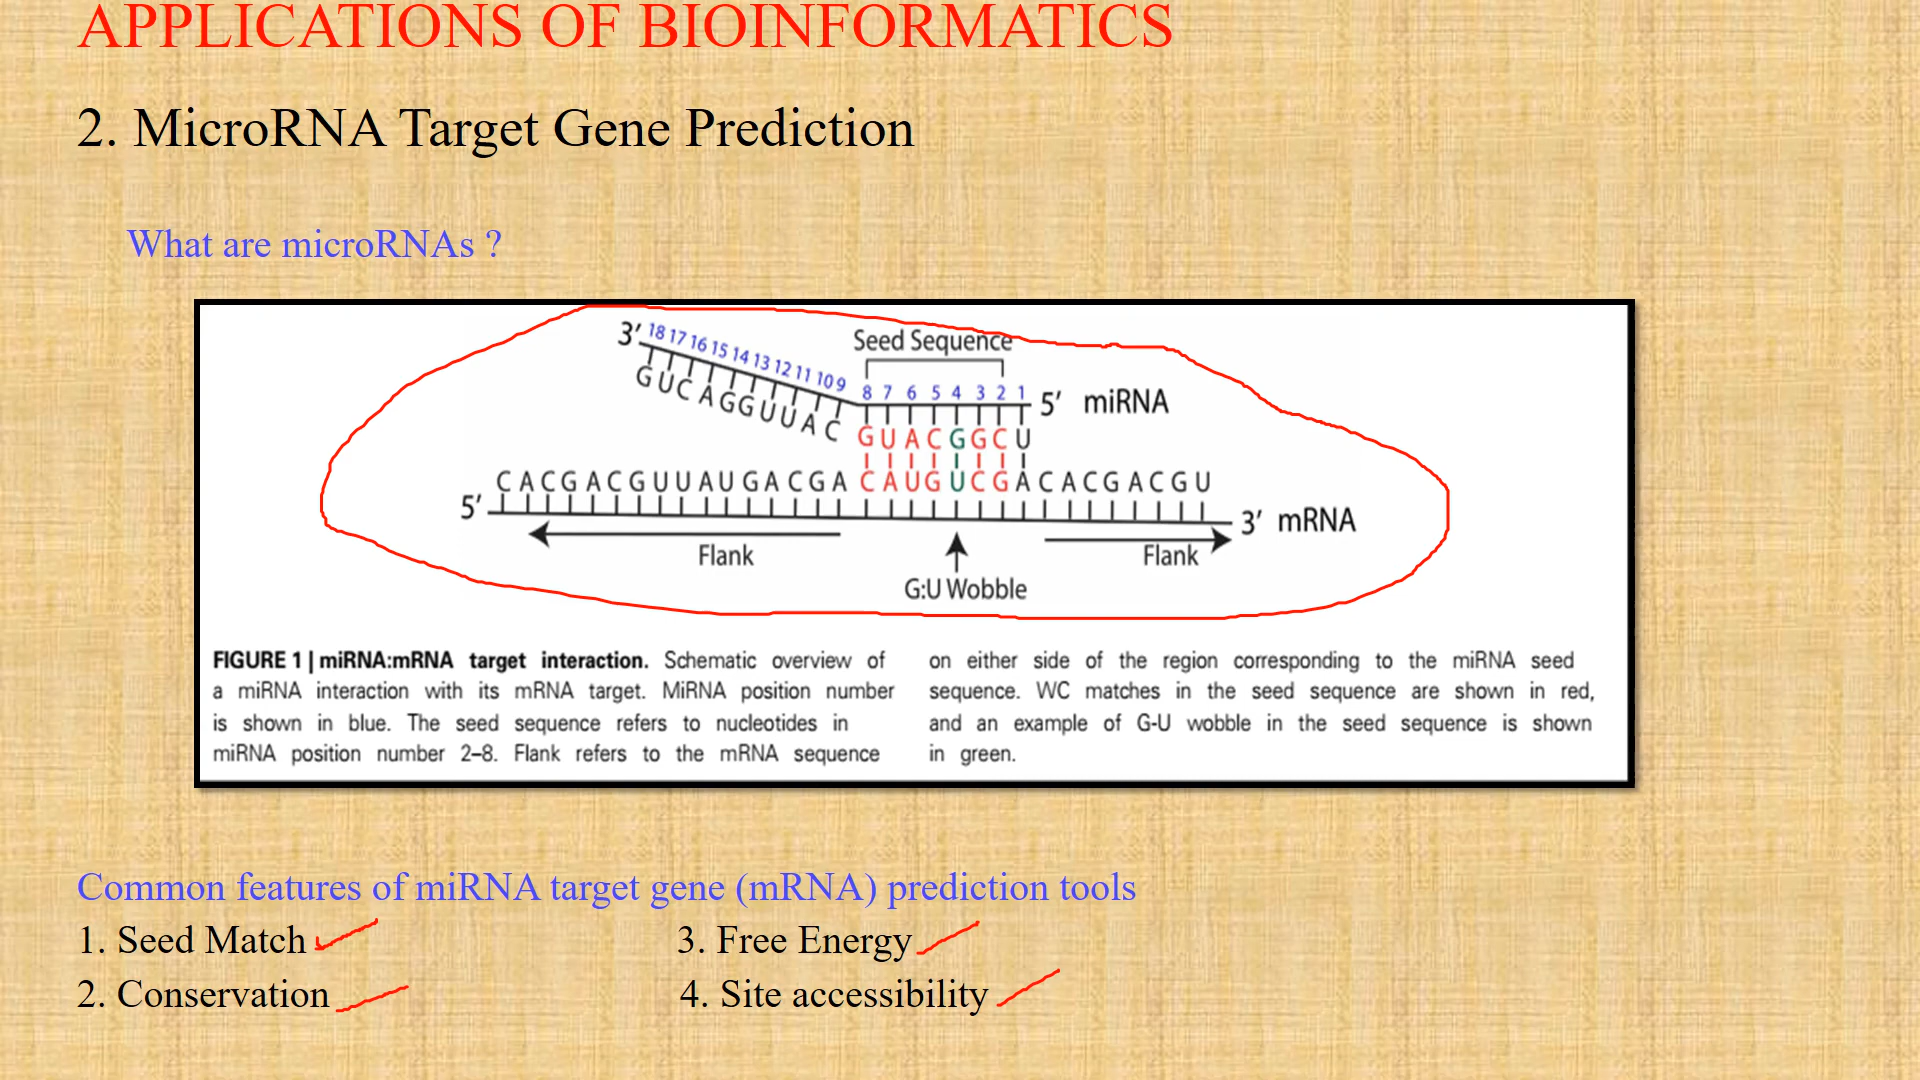 APPLICATIONS OF BIOINFORMATICS
2. MicroRNA Target Gene Prediction
What are microRNAs ?
3′ 18 17 16 15 14 13 12 11 10 9
Seed Sequence
8 7 6 5 4 3 2 1 5′ miRNA
G U C A G G U U A C G U A C G G C U
5′ C A C G A C G U U A U G A C G A C A U G U C G A C A C G A C G U 3′ mRNA
Flank
Flank
G:U Wobble
FIGURE 1 | miRNA:mRNA target interaction. Schematic overview of
a miRNA interaction with its mRNA target. MiRNA position number
is shown in blue. The seed sequence refers to nucleotides in
miRNA position number 2–8. Flank refers to the mRNA sequence
on either side of the region corresponding to the miRNA seed
sequence. WC matches in the seed sequence are shown in red,
and an example of G-U wobble in the seed sequence is shown
in green.
Common features of miRNA target gene (mRNA) prediction tools
1. Seed Match
2. Conservation
3. Free Energy
4. Site accessibility